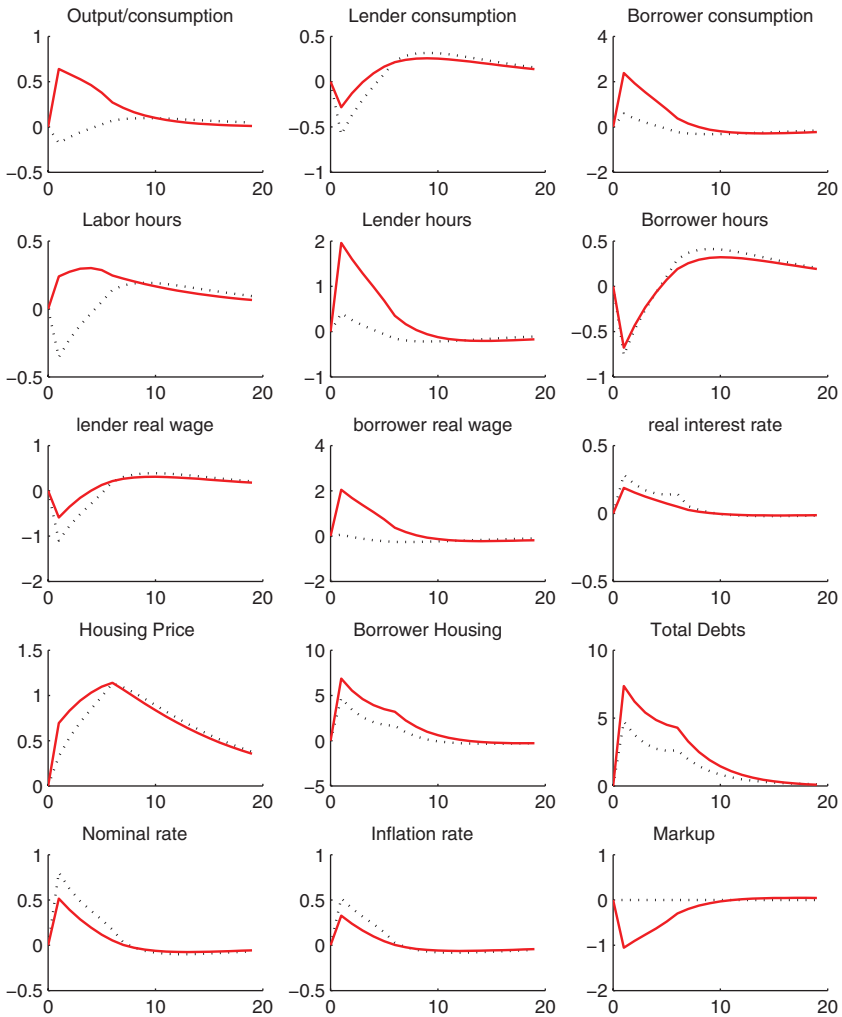 Output/consumption Lender consumption Borrower consumption
1 0.5 4
0.5 0.0 2
0 −0.5 0
−0.5 −1 −2
0 10 20 0 10 20 0 10 20
Labor hours Lender hours Borrower hours
0.5 2 0.5
1 0.0
0 0 −0.5
−0.5 −1 −1
0 10 20 0 10 20 0 10 20
lender real wage borrower real wage real interest rate
1 4 0.5
0 2
−1 0 0
−2 −2 −0.5
0 10 20 0 10 20 0 10 20
Housing Price Borrower Housing Total Debts
1.5 10 10
1 5
0.5 0 5
0 −5 0
0 10 20 0 10 20 0 10 20
Nominal rate Inflation rate Markup
1 1 1
0.5 0.5 0
0 0 −1
−0.5 −0.5 −2
0 10 20 0 10 20 0 10 20